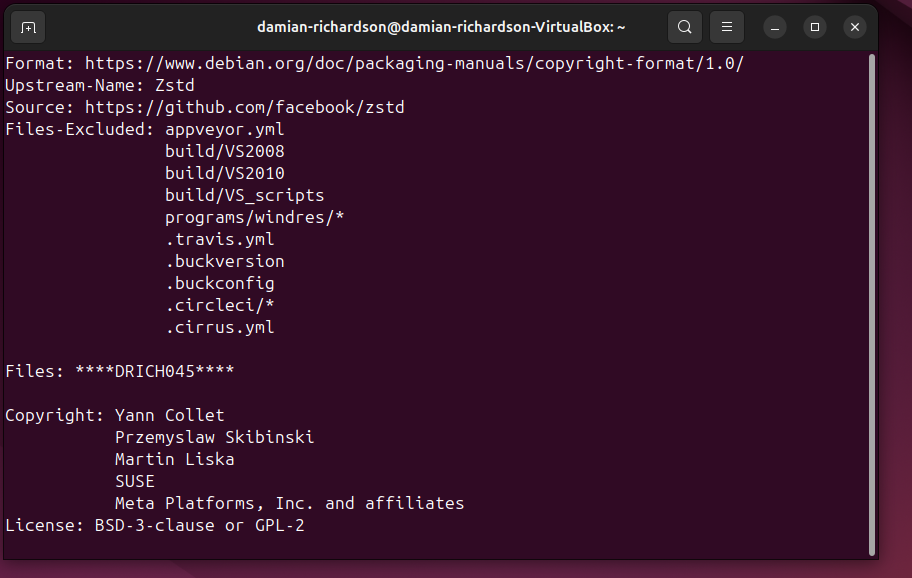 damian-richardson@damian-richardson-VirtualBox: ~
Format: https://www.debian.org/doc/packaging-manuals/copyright-format/1.0/
Upstream-Name: Zstd
Source: https://github.com/facebook/zstd
Files-Excluded: appveyor.yml
                build/VS2008
                build/VS2010
                build/VS_scripts
                programs/windres/*
                .travis.yml
                .buckversion
                .buckconfig
                .circleci/*
                .cirrus.yml

Files: ****DRICH045****

Copyright: Yann Collet
           Przemyslaw Skibinski
           Martin Liska
           SUSE
           Meta Platforms, Inc. and affiliates
License: BSD-3-clause or GPL-2